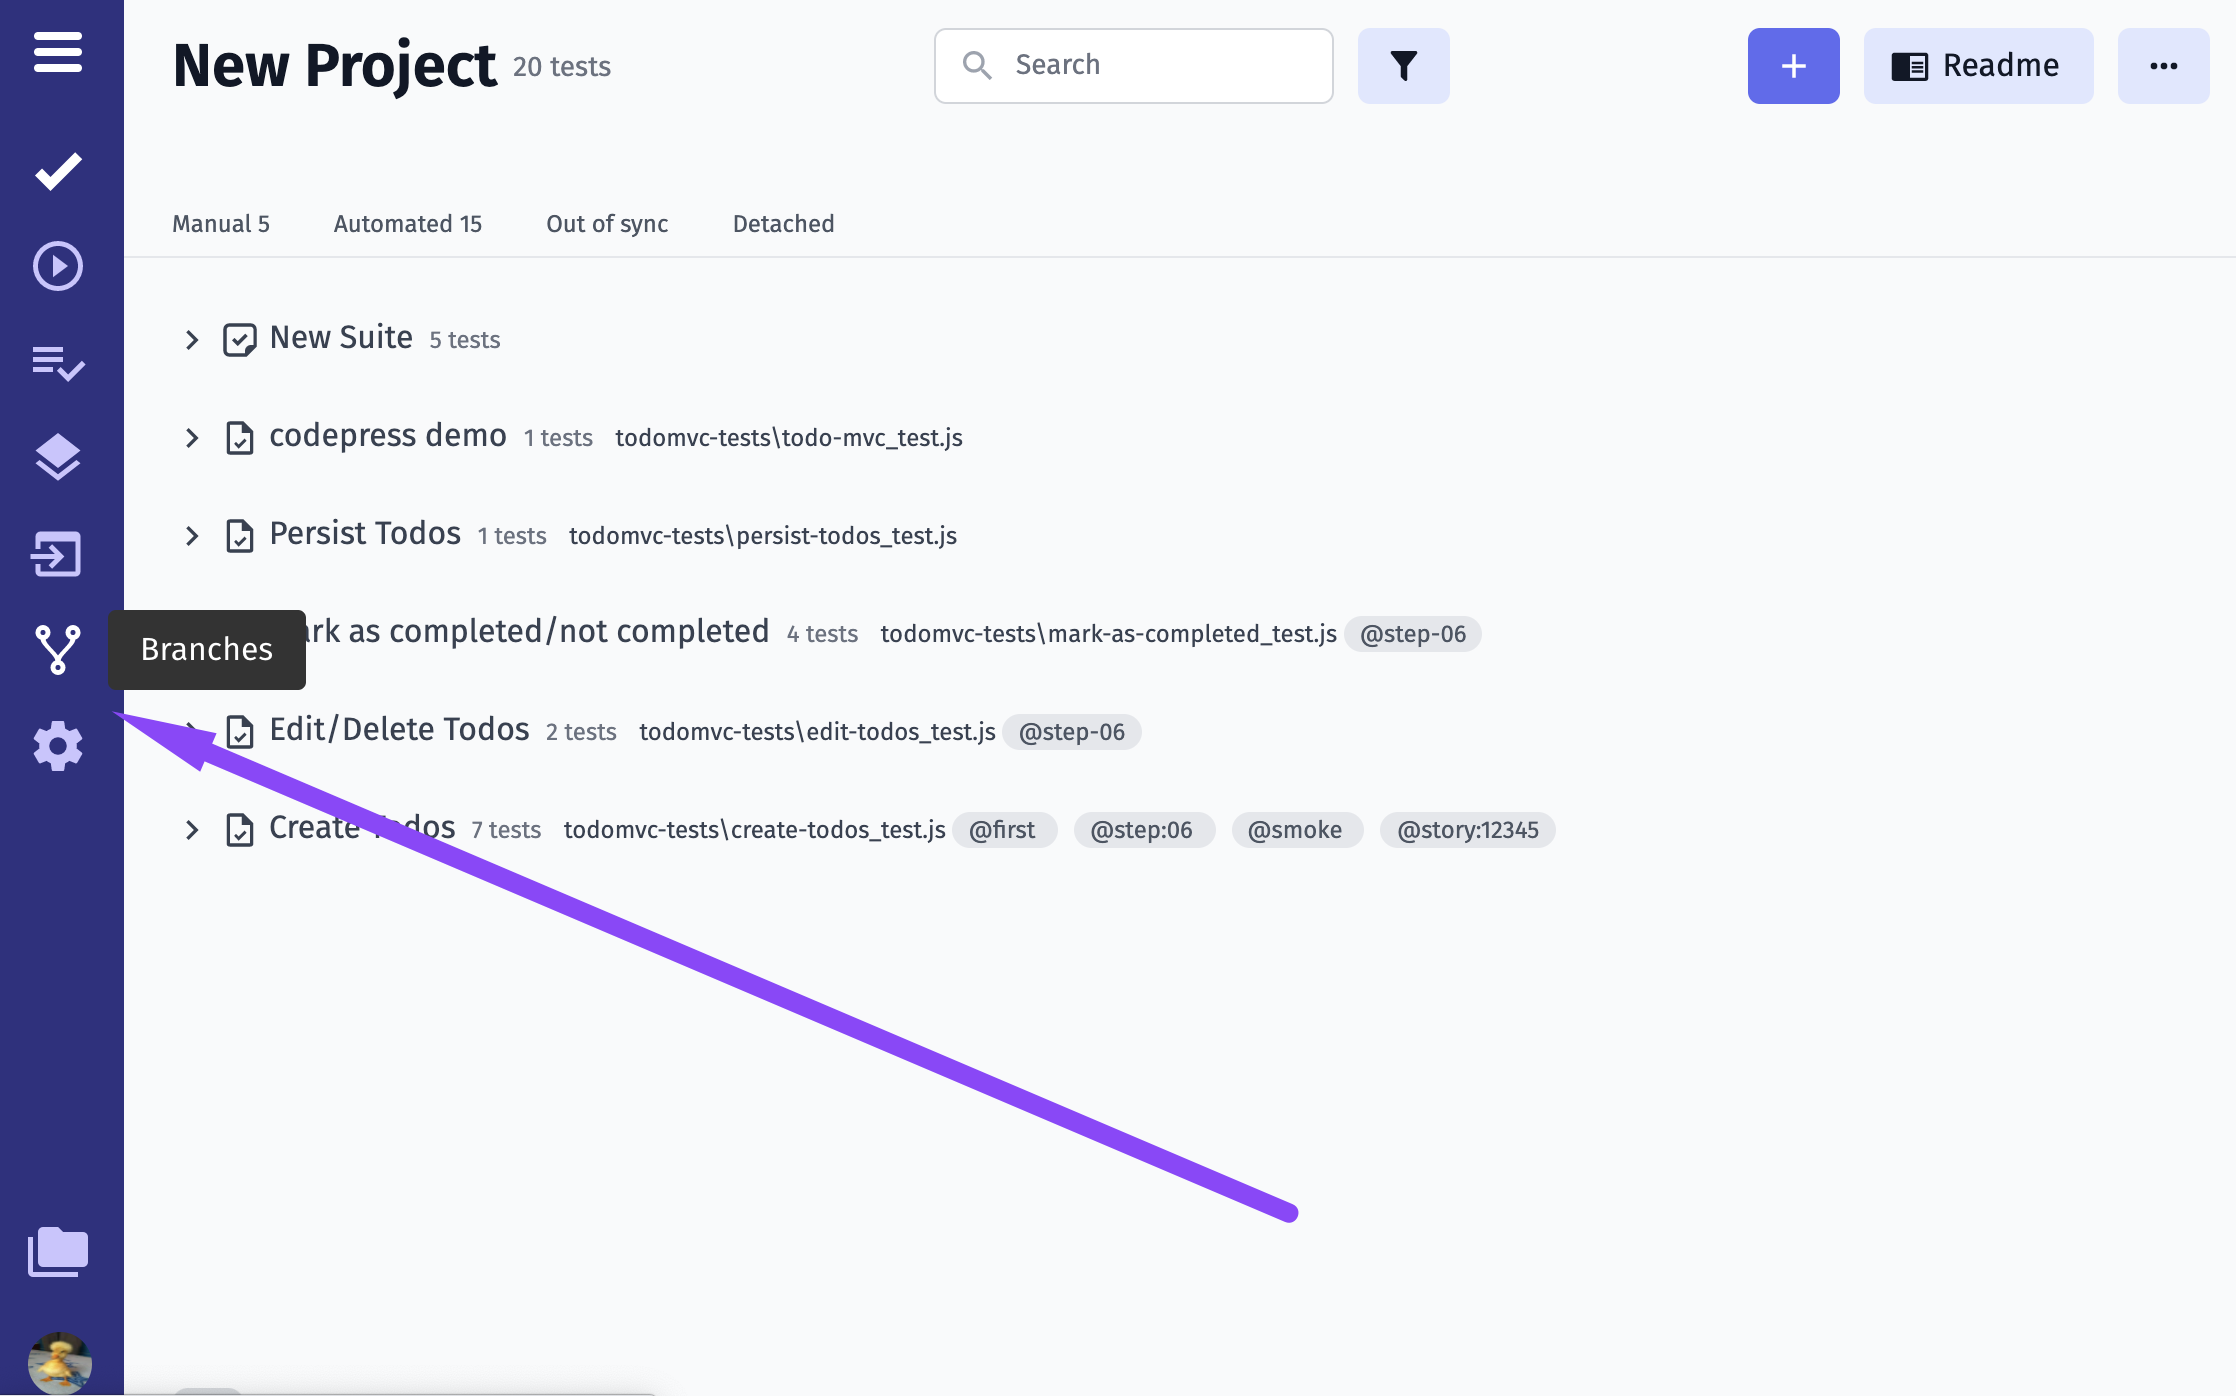 New Project 20 tests
Search
Readme
Manual 5 Automated 15 Out of sync Detached
New Suite 5 tests
codepress demo 1 tests todomvc-tests\todo-mvc_test.js
Persist Todos 1 tests todomvc-tests\persist-todos_test.js
Branches
as completed/not completed 4 tests todomvc-tests\mark-as-completed_test.js @step-06
Edit/Delete Todos 2 tests todomvc-tests\edit-todos_test.js @step-06
Create Todos 7 tests todomvc-tests\create-todos_test.js @first @step:06 @smoke @story:12345